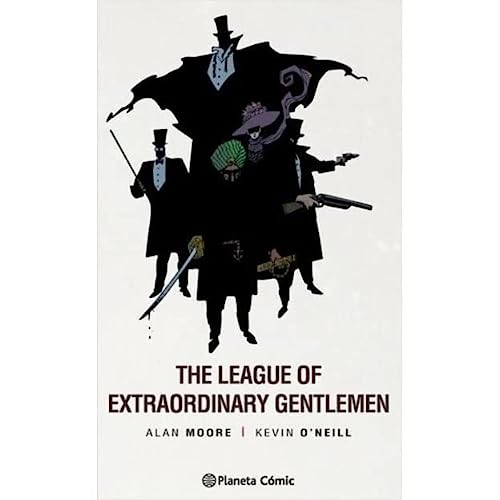 THE LEAGUE OF
EXTRAORDINARY GENTLEMEN
ALAN MOORE | KEVIN O'NEILL
Planeta Cómic